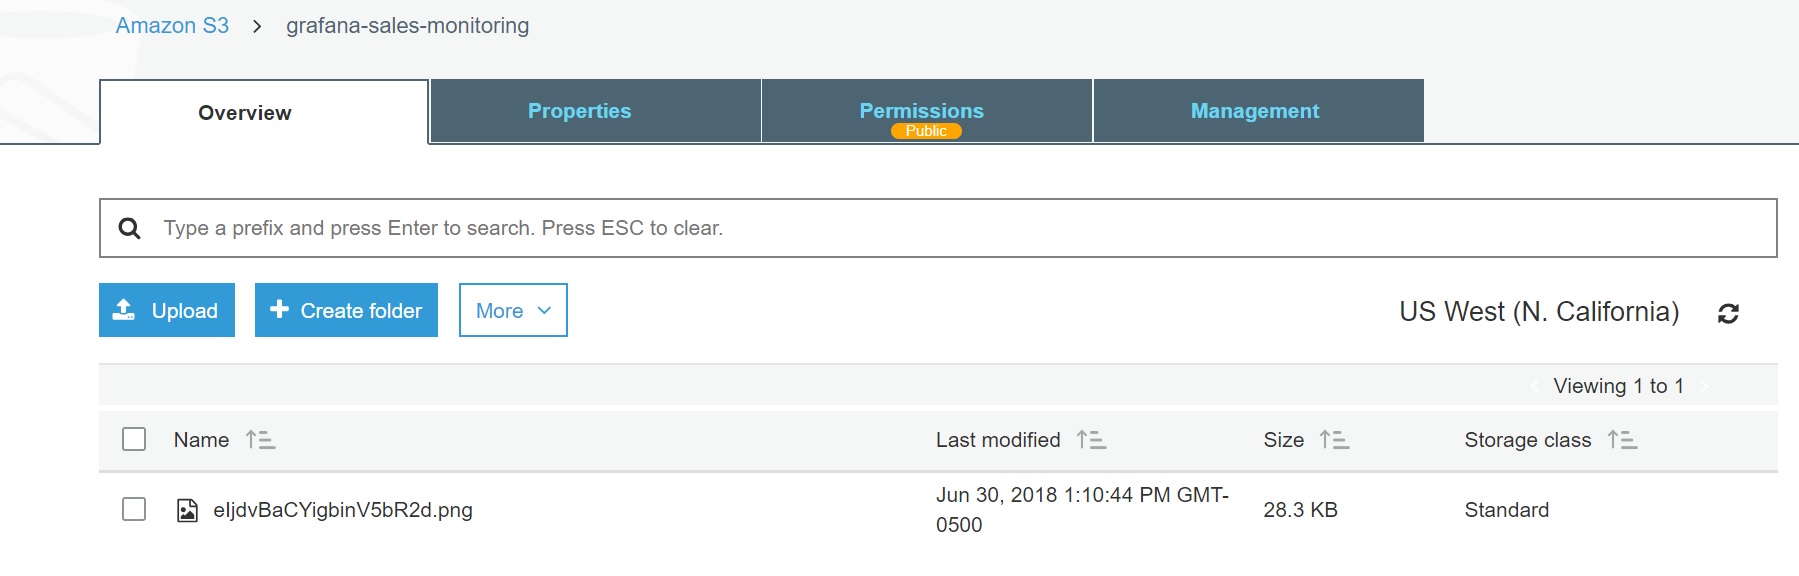 Amazon S3 > grafana-sales-monitoring
Overview Properties Permissions Management
Public
Type a prefix and press Enter to search. Press ESC to clear.
Upload Create folder More US West (N. California)
Viewing 1 to 1
Name Last modified Size Storage class
eljdvBaCYigbinV5bR2d.png Jun 30, 2018 1:10:44 PM GMT-0500 28.3 KB Standard